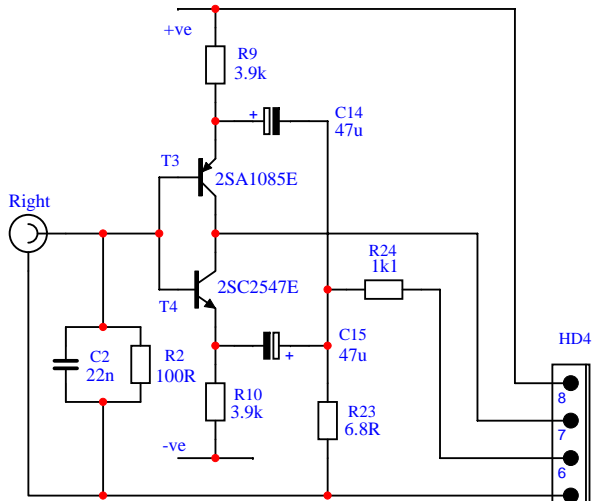 +ve
R9
3.9k
+
C14
47u
T3
2SA1085E
Right
R24
1k1
2SC2547E
T4
C15
47u
+
HD4
C2
22n
R2
100R
R10
3.9k
R23
6.8R
-ve
8
7
6